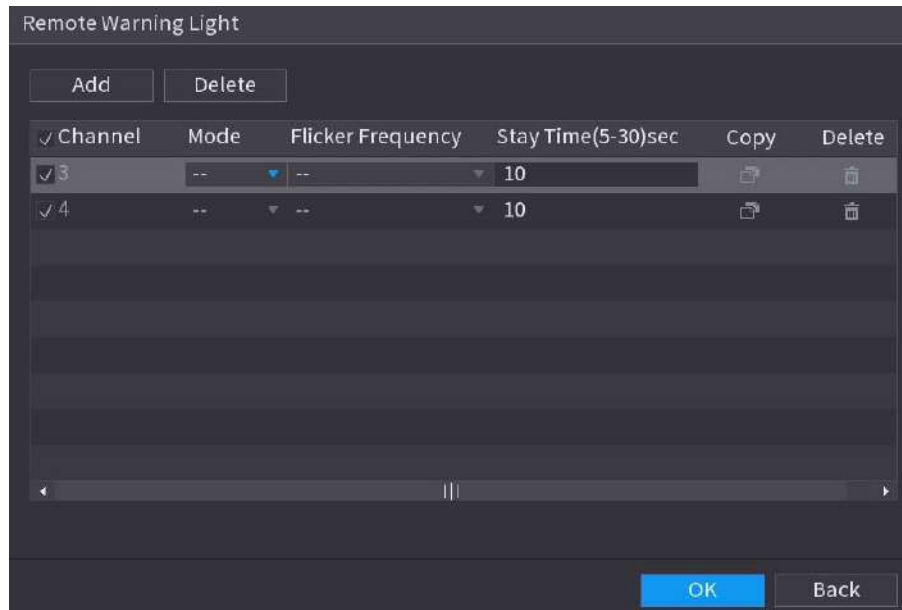 Remote Warning Light
Add Delete
Channel Mode Flicker Frequency Stay Time(5-30)sec Copy Delete
3 -- -- 10
4 -- -- 10
OK Back